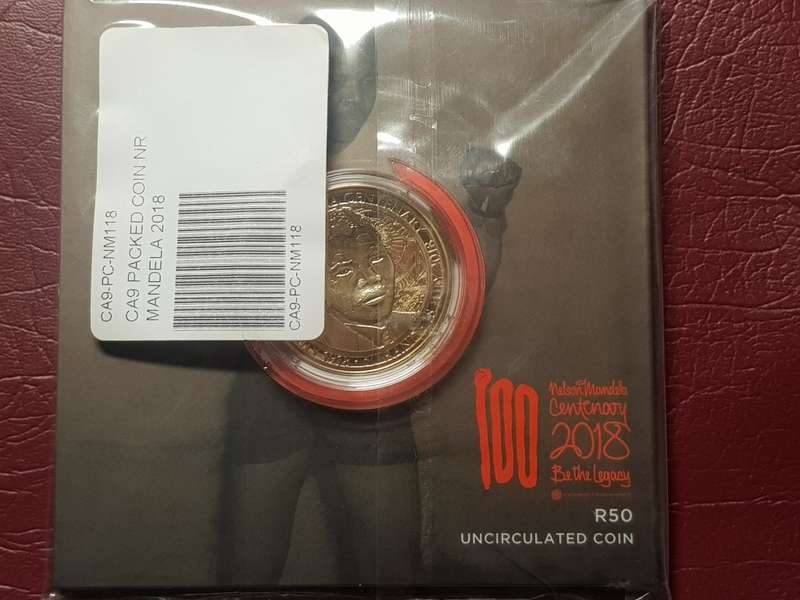 CA9-PC-NM118
CA9 PACKED COIN NR
MANDELA 2018
CA9-PC-NM118
CENTENARY
100
Nelson Mandela
Centenary
2018
Be the Legacy
R50
UNCIRCULATED COIN